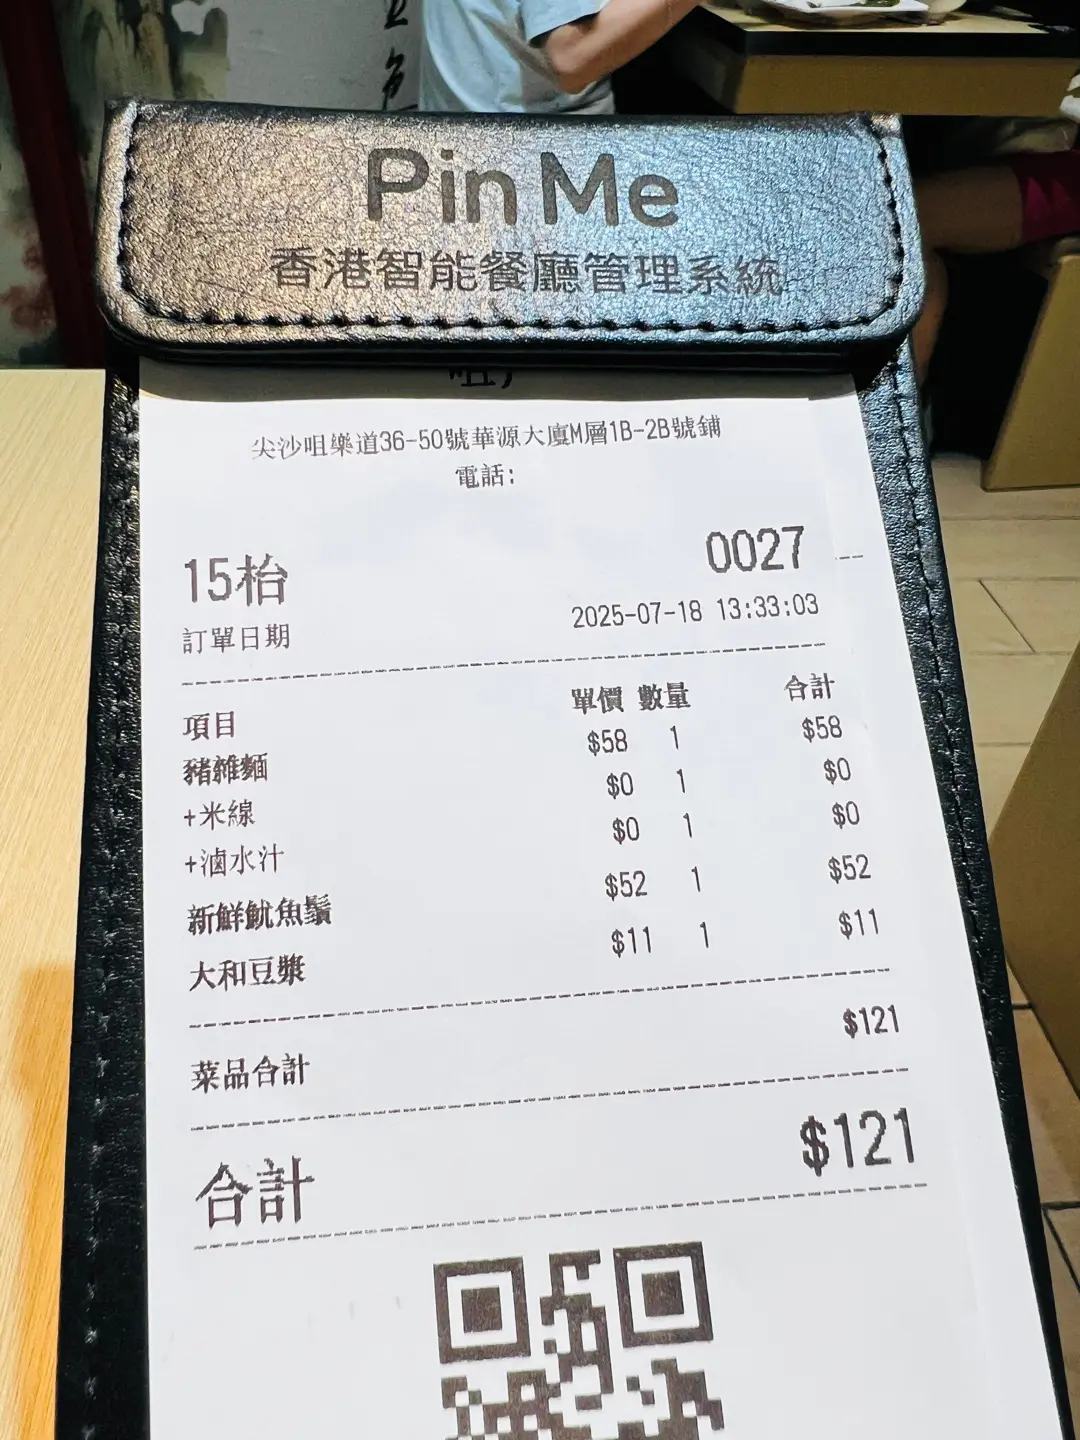 Pin Me
香港智能餐廳管理系統
尖沙咀樂道36-50號華源大廈M層1B-2B號鋪
電話:
15枱 0027
訂單日期 2025-07-18 13:33:03
項目 單價 數量 合計
豬雜麵 $58 1 $58
+米線 $0 1 $0
+滷水汁 $0 1 $0
新鮮魷魚鬚 $52 1 $52
大和豆漿 $11 1 $11
菜品合計 $121
合計 $121